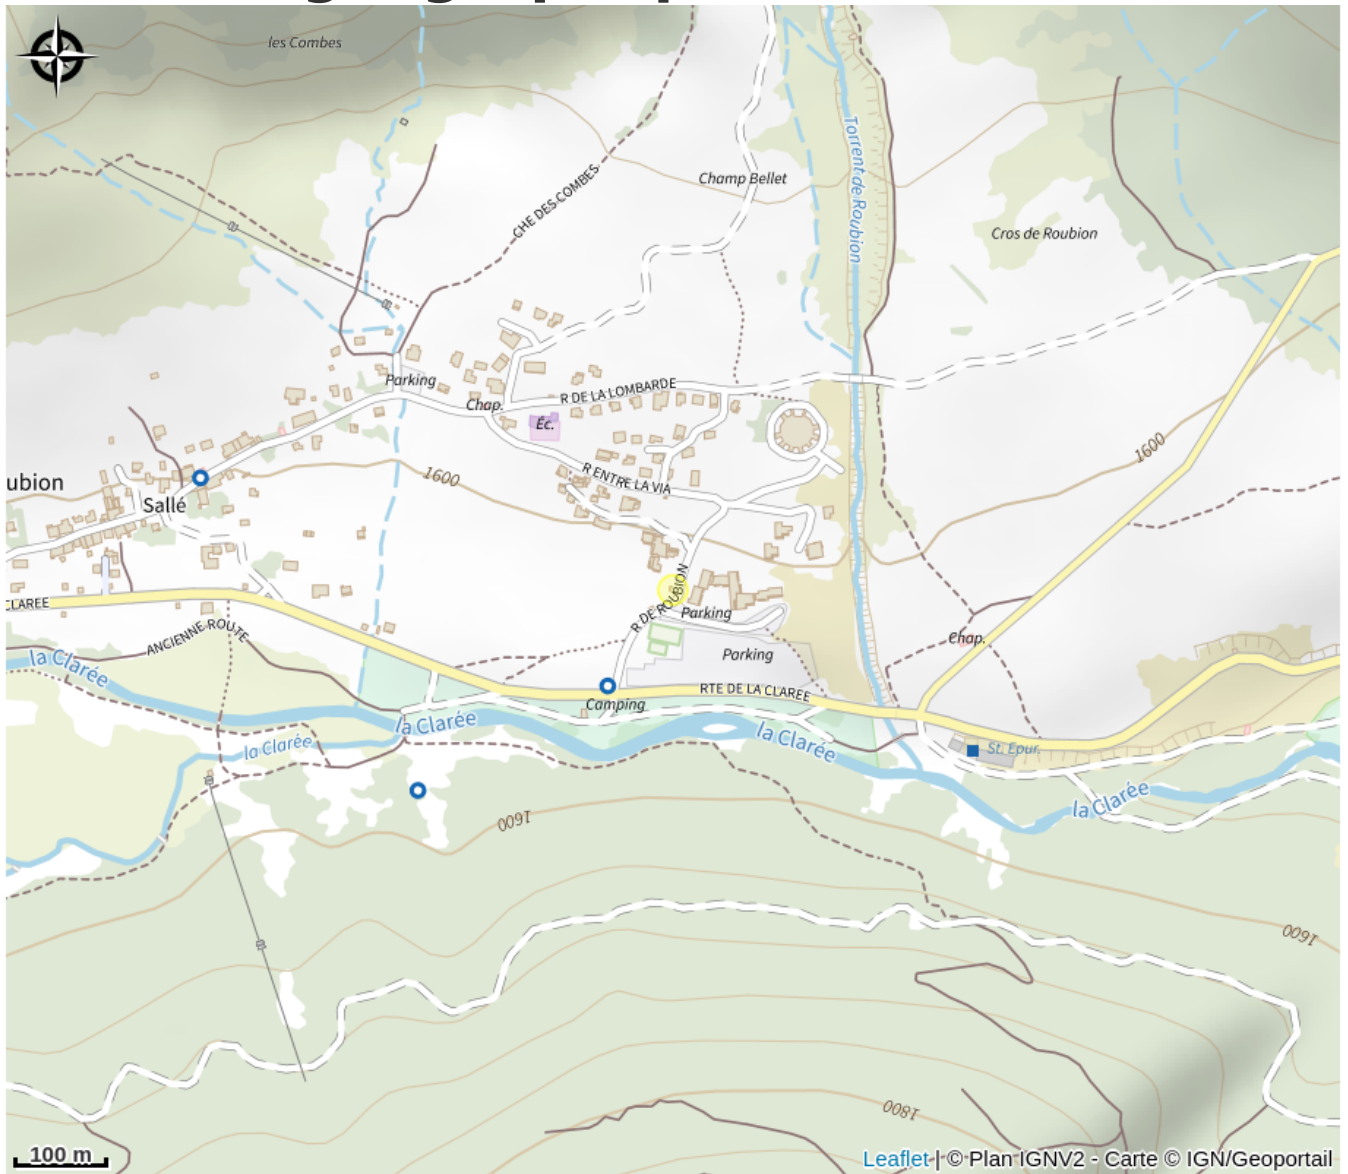 les Combes
Torrent de Roubion
Champ Bellet
CHE DES COMBES
Cros de Roubion
Parking
R DE LA LOMBARDE
Chap.
Éc.
1600
1600
R ENTRE LA VIA
ubion
Sallé
CLAREE
R DE ROUBION
Parking
ANCIENNE ROUTE
Chap.
Parking
la Clarée
RTE DE LA CLAREE
Camping
la Clarée
la Clarée
la Clarée
St. Epur.
la Clarée
1600
1600
1800
100 m
Leaflet | © Plan IGNV2 - Carte © IGN/Geoportail